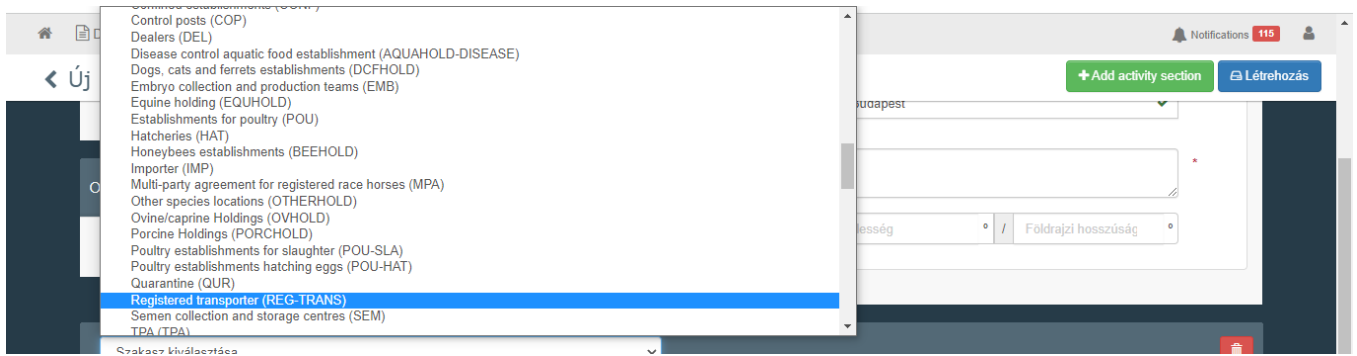 Confined establishments (CONF)
Control posts (COP)
Dealers (DEL)
Disease control aquatic food establishment (AQUAHOLD-DISEASE)
Dogs, cats and ferrets establishments (DCFHOLD)
Embryo collection and production teams (EMB)
Equine holding (EQUHOLD)
Establishments for poultry (POU)
Hatcheries (HAT)
Honeybees establishments (BEEHOLD)
Importer (IMP)
Multi-party agreement for registered race horses (MPA)
Other species locations (OTHERHOLD)
Ovine/caprine Holdings (OVHOLD)
Porcine Holdings (PORCHOLD)
Poultry establishments for slaughter (POU-SLA)
Poultry establishments hatching eggs (POU-HAT)
Quarantine (QUR)
Registered transporter (REG-TRANS)
Semen collection and storage centres (SEM)
TPA (TPA)
Szakasz kiválasztása
Notifications 115
Új
+ Add activity section Létrehozás
Budapest
*
lesség º / Földrajzi hosszúság º